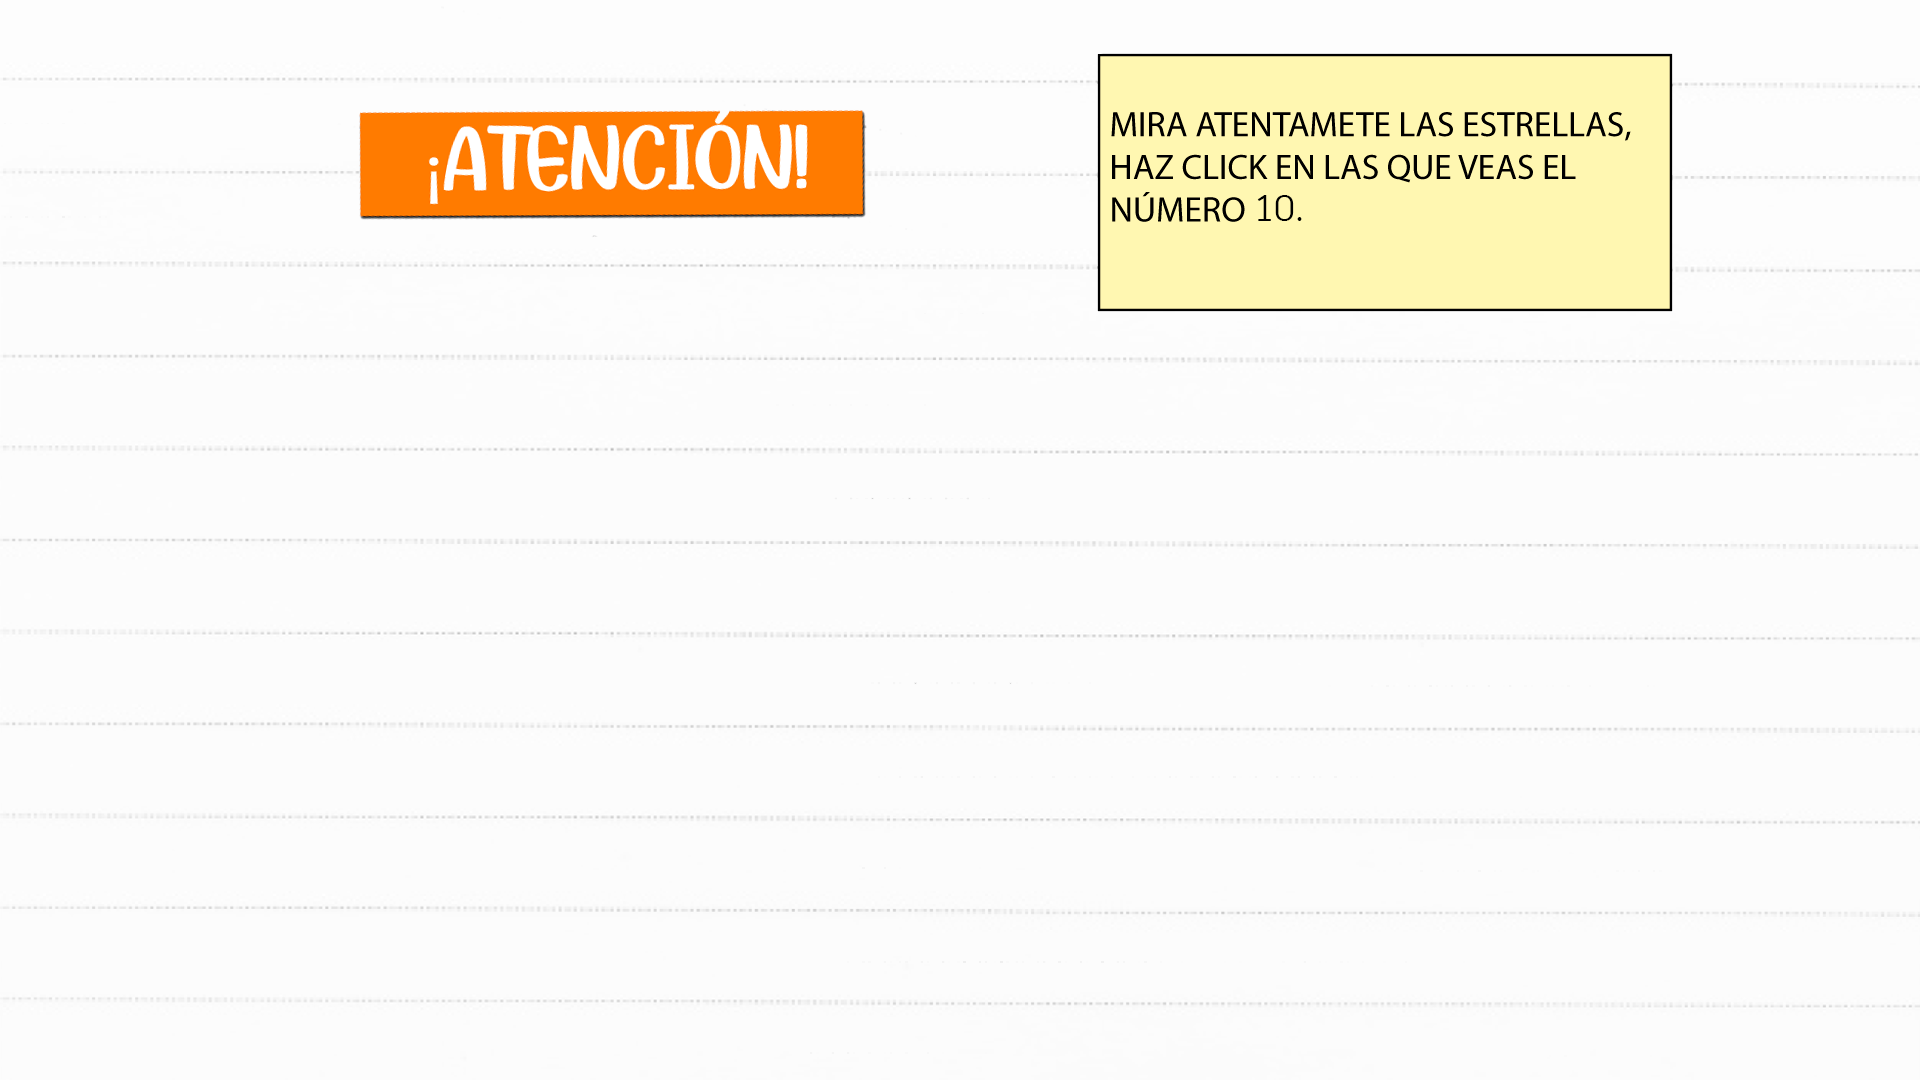 ¡ATENCIÓN!
MIRA ATENTAMETE LAS ESTRELLAS,
HAZ CLICK EN LAS QUE VEAS EL
NÚMERO 10.